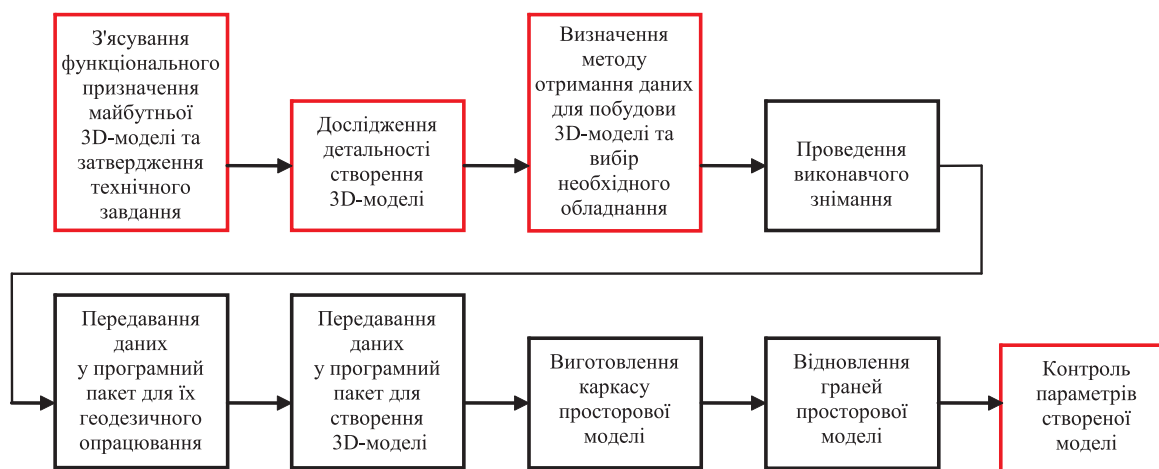 З'ясування
функціонального
призначення
майбутньої
3D-моделі та
затвердження
технічного
завдання
Дослідження
детальності
створення
3D-моделі
Визначення
методу
отримання даних
для побудови
3D-моделі та
вибір
необхідного
обладнання
Проведення
виконавчого
знімання
Передавання
даних
у програмний
пакет для їх
геодезичного
опрацювання
Передавання
даних
у програмний
пакет для
створення
3D-моделі
Виготовлення
каркасу
просторової
моделі
Відновлення
граней
просторової
моделі
Контроль
параметрів
створеної
моделі